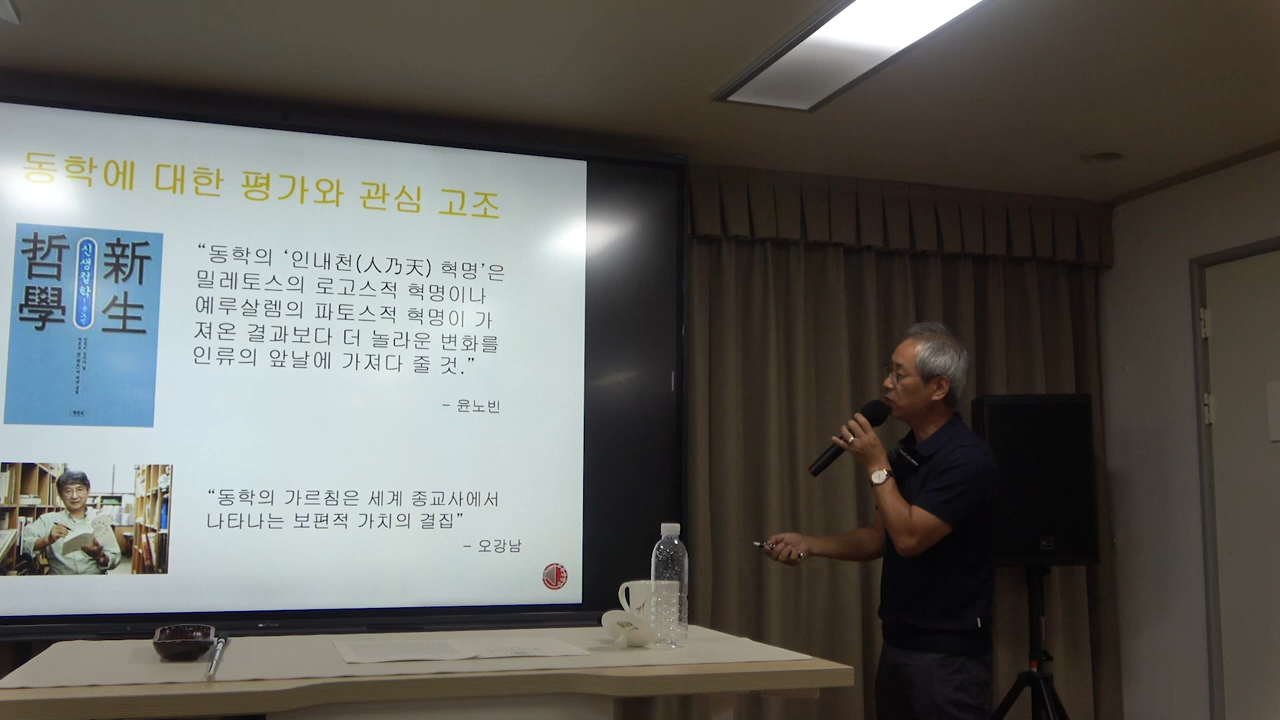 동학에 대한 평가와 관심 고조
新生
哲學
신생철학
“동학의 ‘인내천(人乃天) 혁명’은
밀레토스의 로고스적 혁명이나
예루살렘의 파토스적 혁명이 가
져온 결과보다 더 놀라운 변화를
인류의 앞날에 가져다 줄 것.”
– 윤노빈
“동학의 가르침은 세계 종교사에서
나타나는 보편적 가치의 결집”
– 오강남